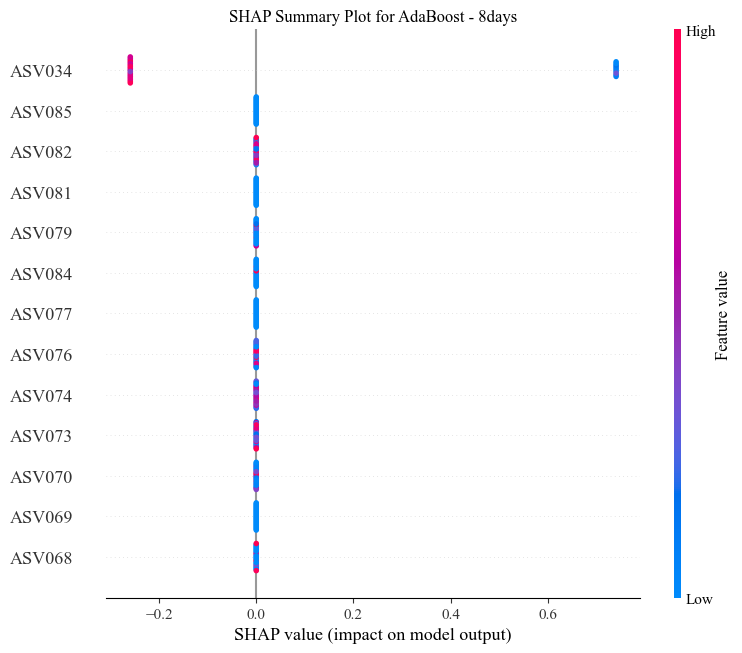 SHAP Summary Plot for AdaBoost - 8days
High
ASV034
ASV085
ASV082
ASV081
ASV079
ASV084
ASV077
ASV076
ASV074
ASV073
ASV070
ASV069
ASV068
Feature value
Low
−0.2 0.0 0.2 0.4 0.6
SHAP value (impact on model output)